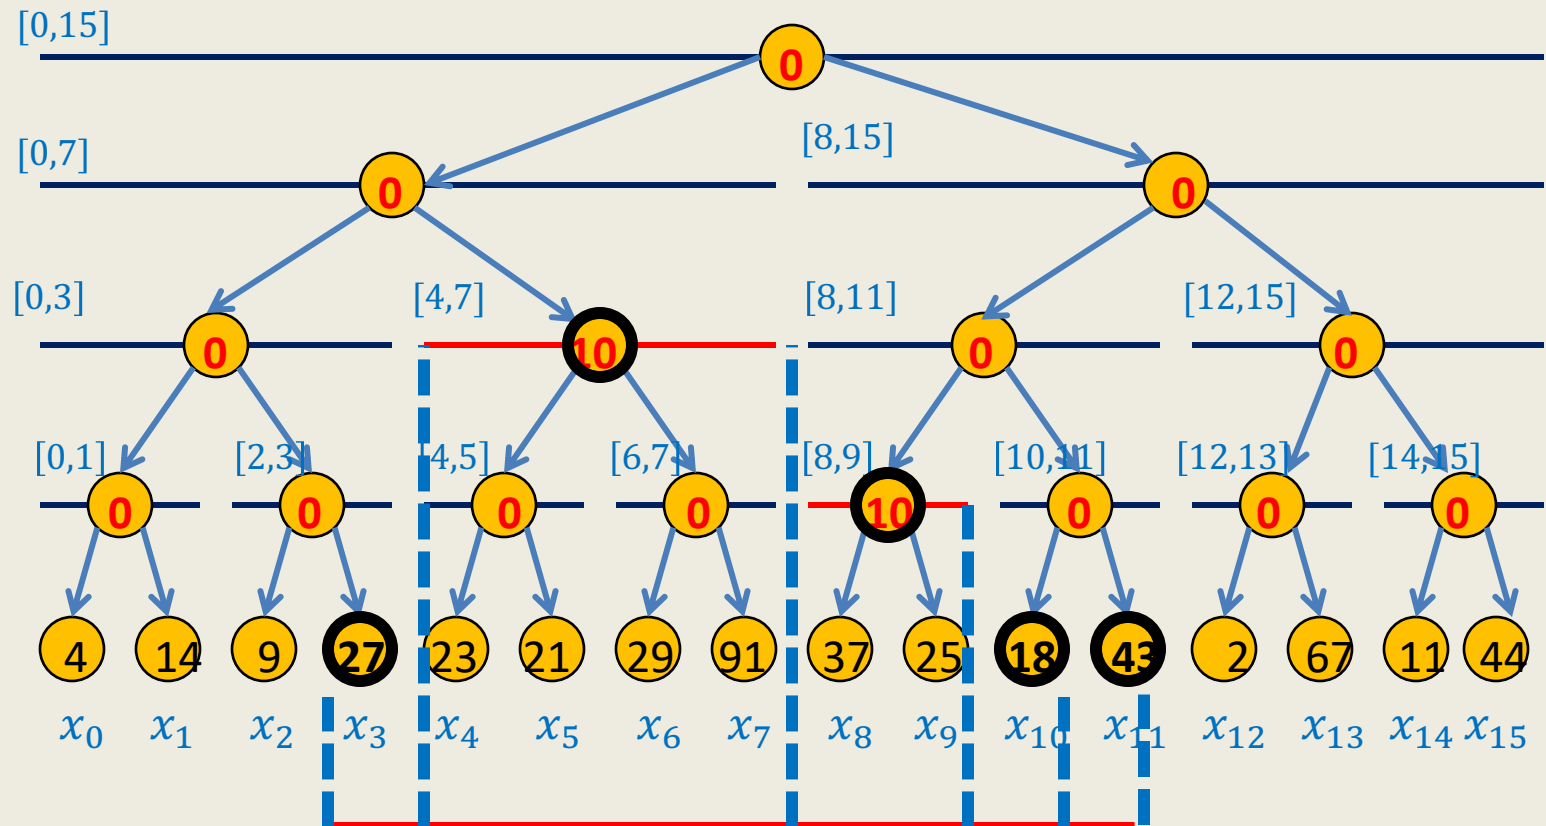 [0,15]
0
[0,7] [8,15]
0 0
[0,3] [4,7] [8,11] [12,15]
0 10 0 0
[0,1] [2,3] [4,5] [6,7] [8,9] [10,11] [12,13] [14,15]
0 0 0 0 10 0 0 0
4 14 9 27 23 21 29 91 37 25 18 43 2 67 11 44
x₀ x₁ x₂ x₃ x₄ x₅ x₆ x₇ x₈ x₉ x₁₀ x₁₁ x₁₂ x₁₃ x₁₄ x₁₅